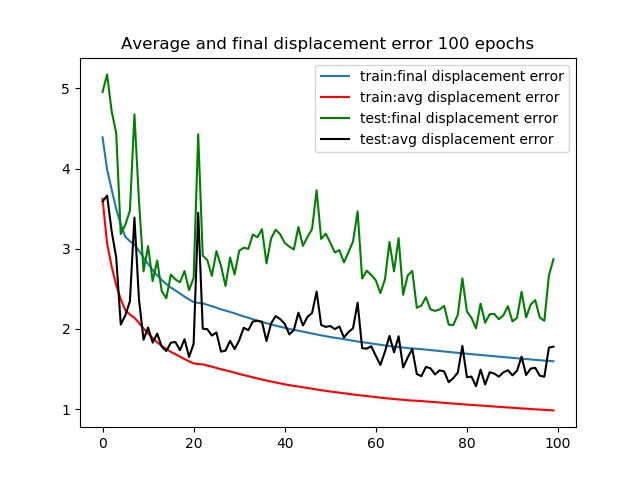 Average and final displacement error 100 epochs
train:final displacement error
train:avg displacement error
test:final displacement error
test:avg displacement error
5
4
3
2
1
0 20 40 60 80 100